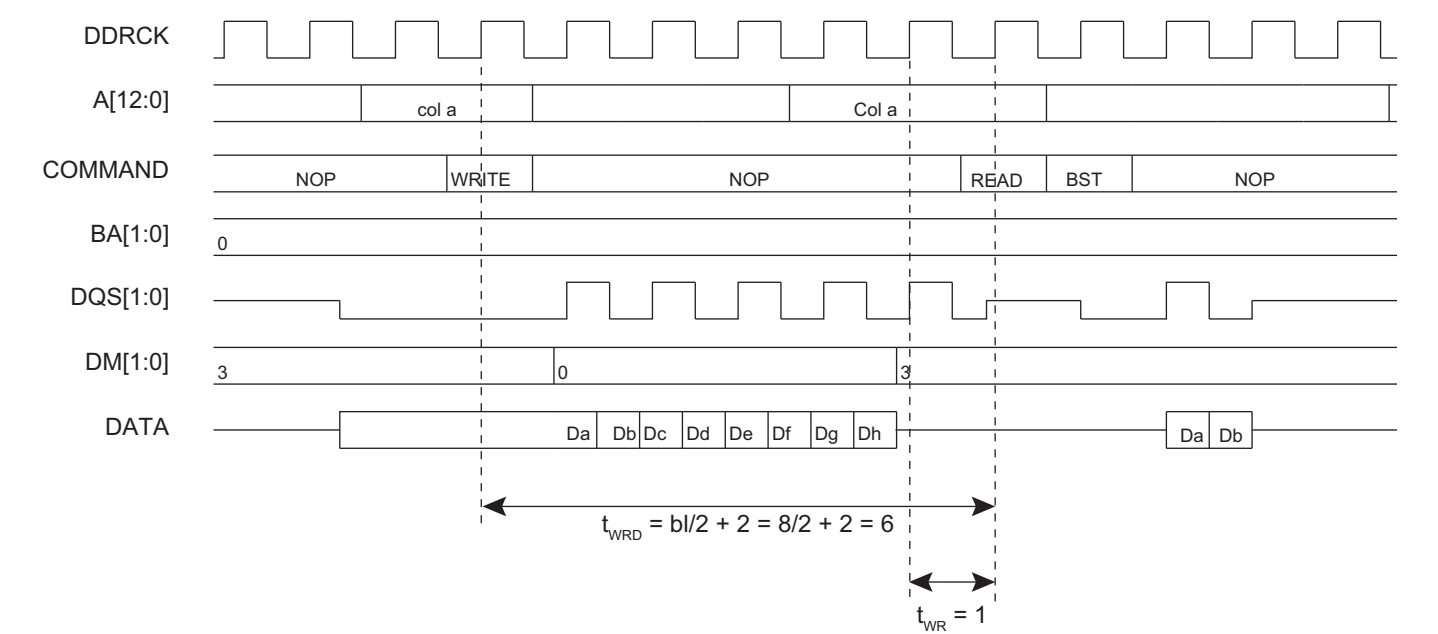 DDRCK
A[12:0]
col a
Col a
COMMAND
NOP
WRITE
NOP
READ
BST
NOP
BA[1:0]
0
DQS[1:0]
DM[1:0]
3
0
3
DATA
Da
Db
Dc
Dd
De
Df
Dg
Dh
Da
Db
tWRD = bl/2 + 2 = 8/2 + 2 = 6
tWR = 1